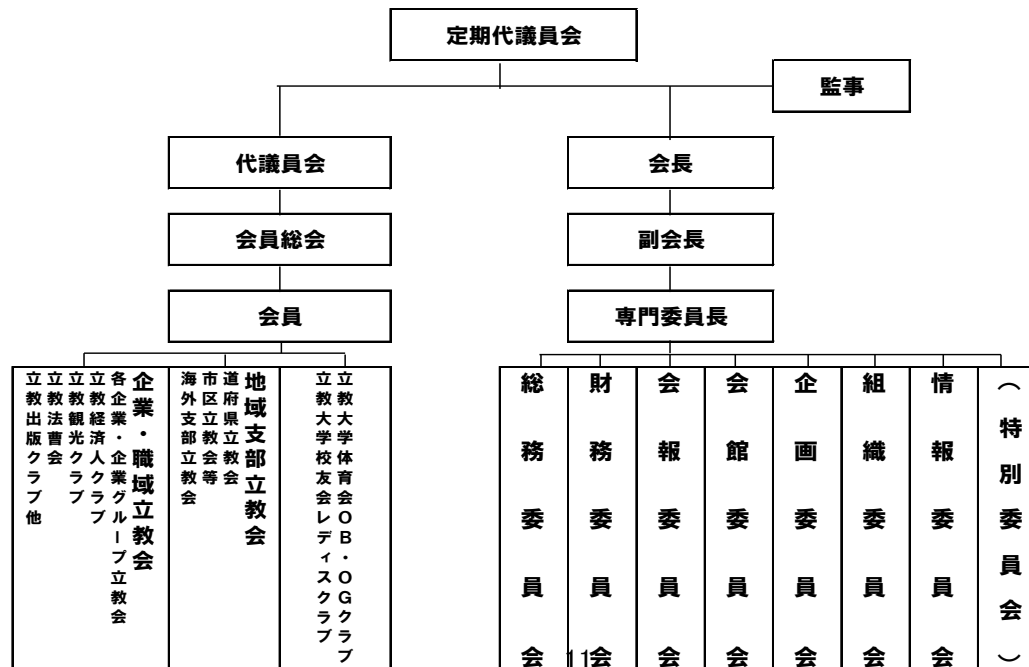 定期代議員会
監事
代議員会
会長
会員総会
副会長
会員
専門委員長
企業・職域立教会
各企業・企業グループ立教会
立教経済人クラブ
立教観光クラブ
立教法曹会
立教出版クラブ他
地域支部立教会
道府県立教会
市区立教会等
海外支部立教会
立教大学体育会OB・OGクラブ
立教大学校友会レディスクラブ
総務委員会
財務委員会
会報委員会
会館委員会
企画委員会
組織委員会
情報委員会
(特別委員会)
11